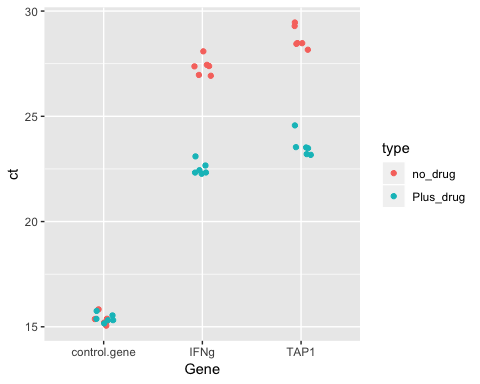 30
25
20
15
ct
control.gene IFNg TAP1
Gene
type
no_drug
Plus_drug